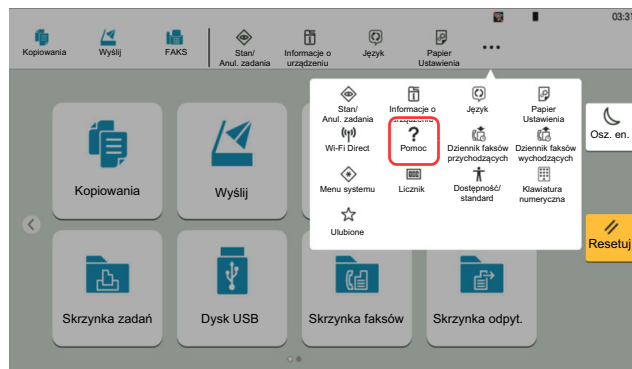 03:31
Kopiowania
Wyślij
FAKS
Stan/
Anul. zadania
Informacje o
urządzeniu
Język
Papier
Ustawienia
Stan/
Anul. zadania
Informacje o
urządzeniu
Język
Papier
Ustawienia
Wi-Fi Direct
Pomoc
Dziennik faksów
przychodzących
Dziennik faksów
wychodzących
Menu systemu
Licznik
Dostępność/
standard
Klawiatura
numeryczna
Ulubione
Osz. en.
Resetuj
Kopiowania
Wyślij
Skrzynka zadań
Dysk USB
Skrzynka faksów
Skrzynka odpyt.